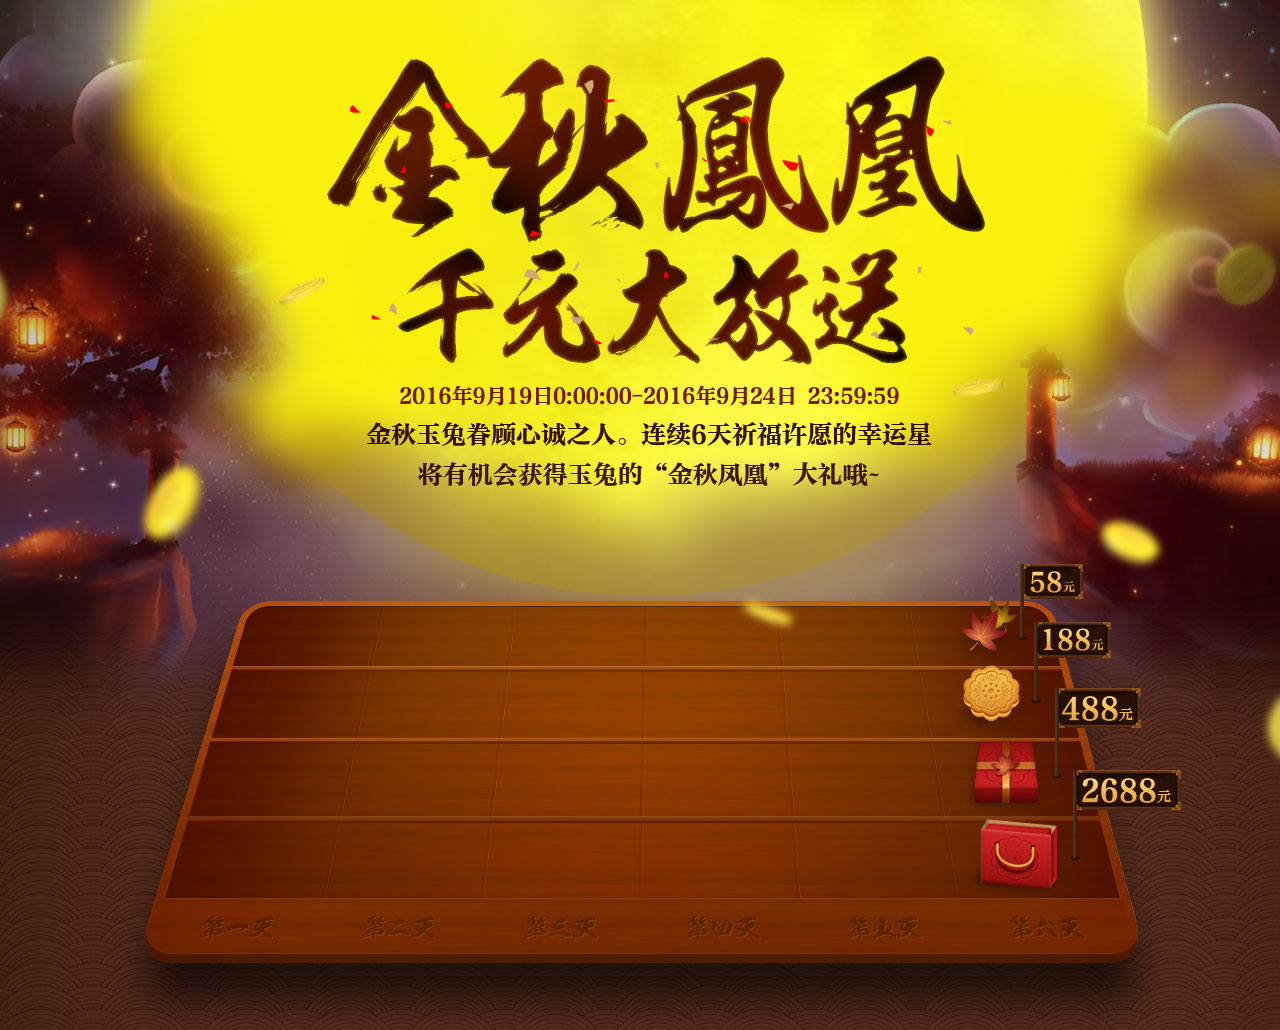 金秋鳳凰
千元大放送
2016年9月19日0:00:00-2016年9月24日 23:59:59
金秋玉兔眷顾心诚之人。连续6天祈福许愿的幸运星
将有机会获得玉兔的“金秋凤凰”大礼哦~
58元
188元
488元
2688元
第一天 第二天 第三天 第四天 第五天 第六天